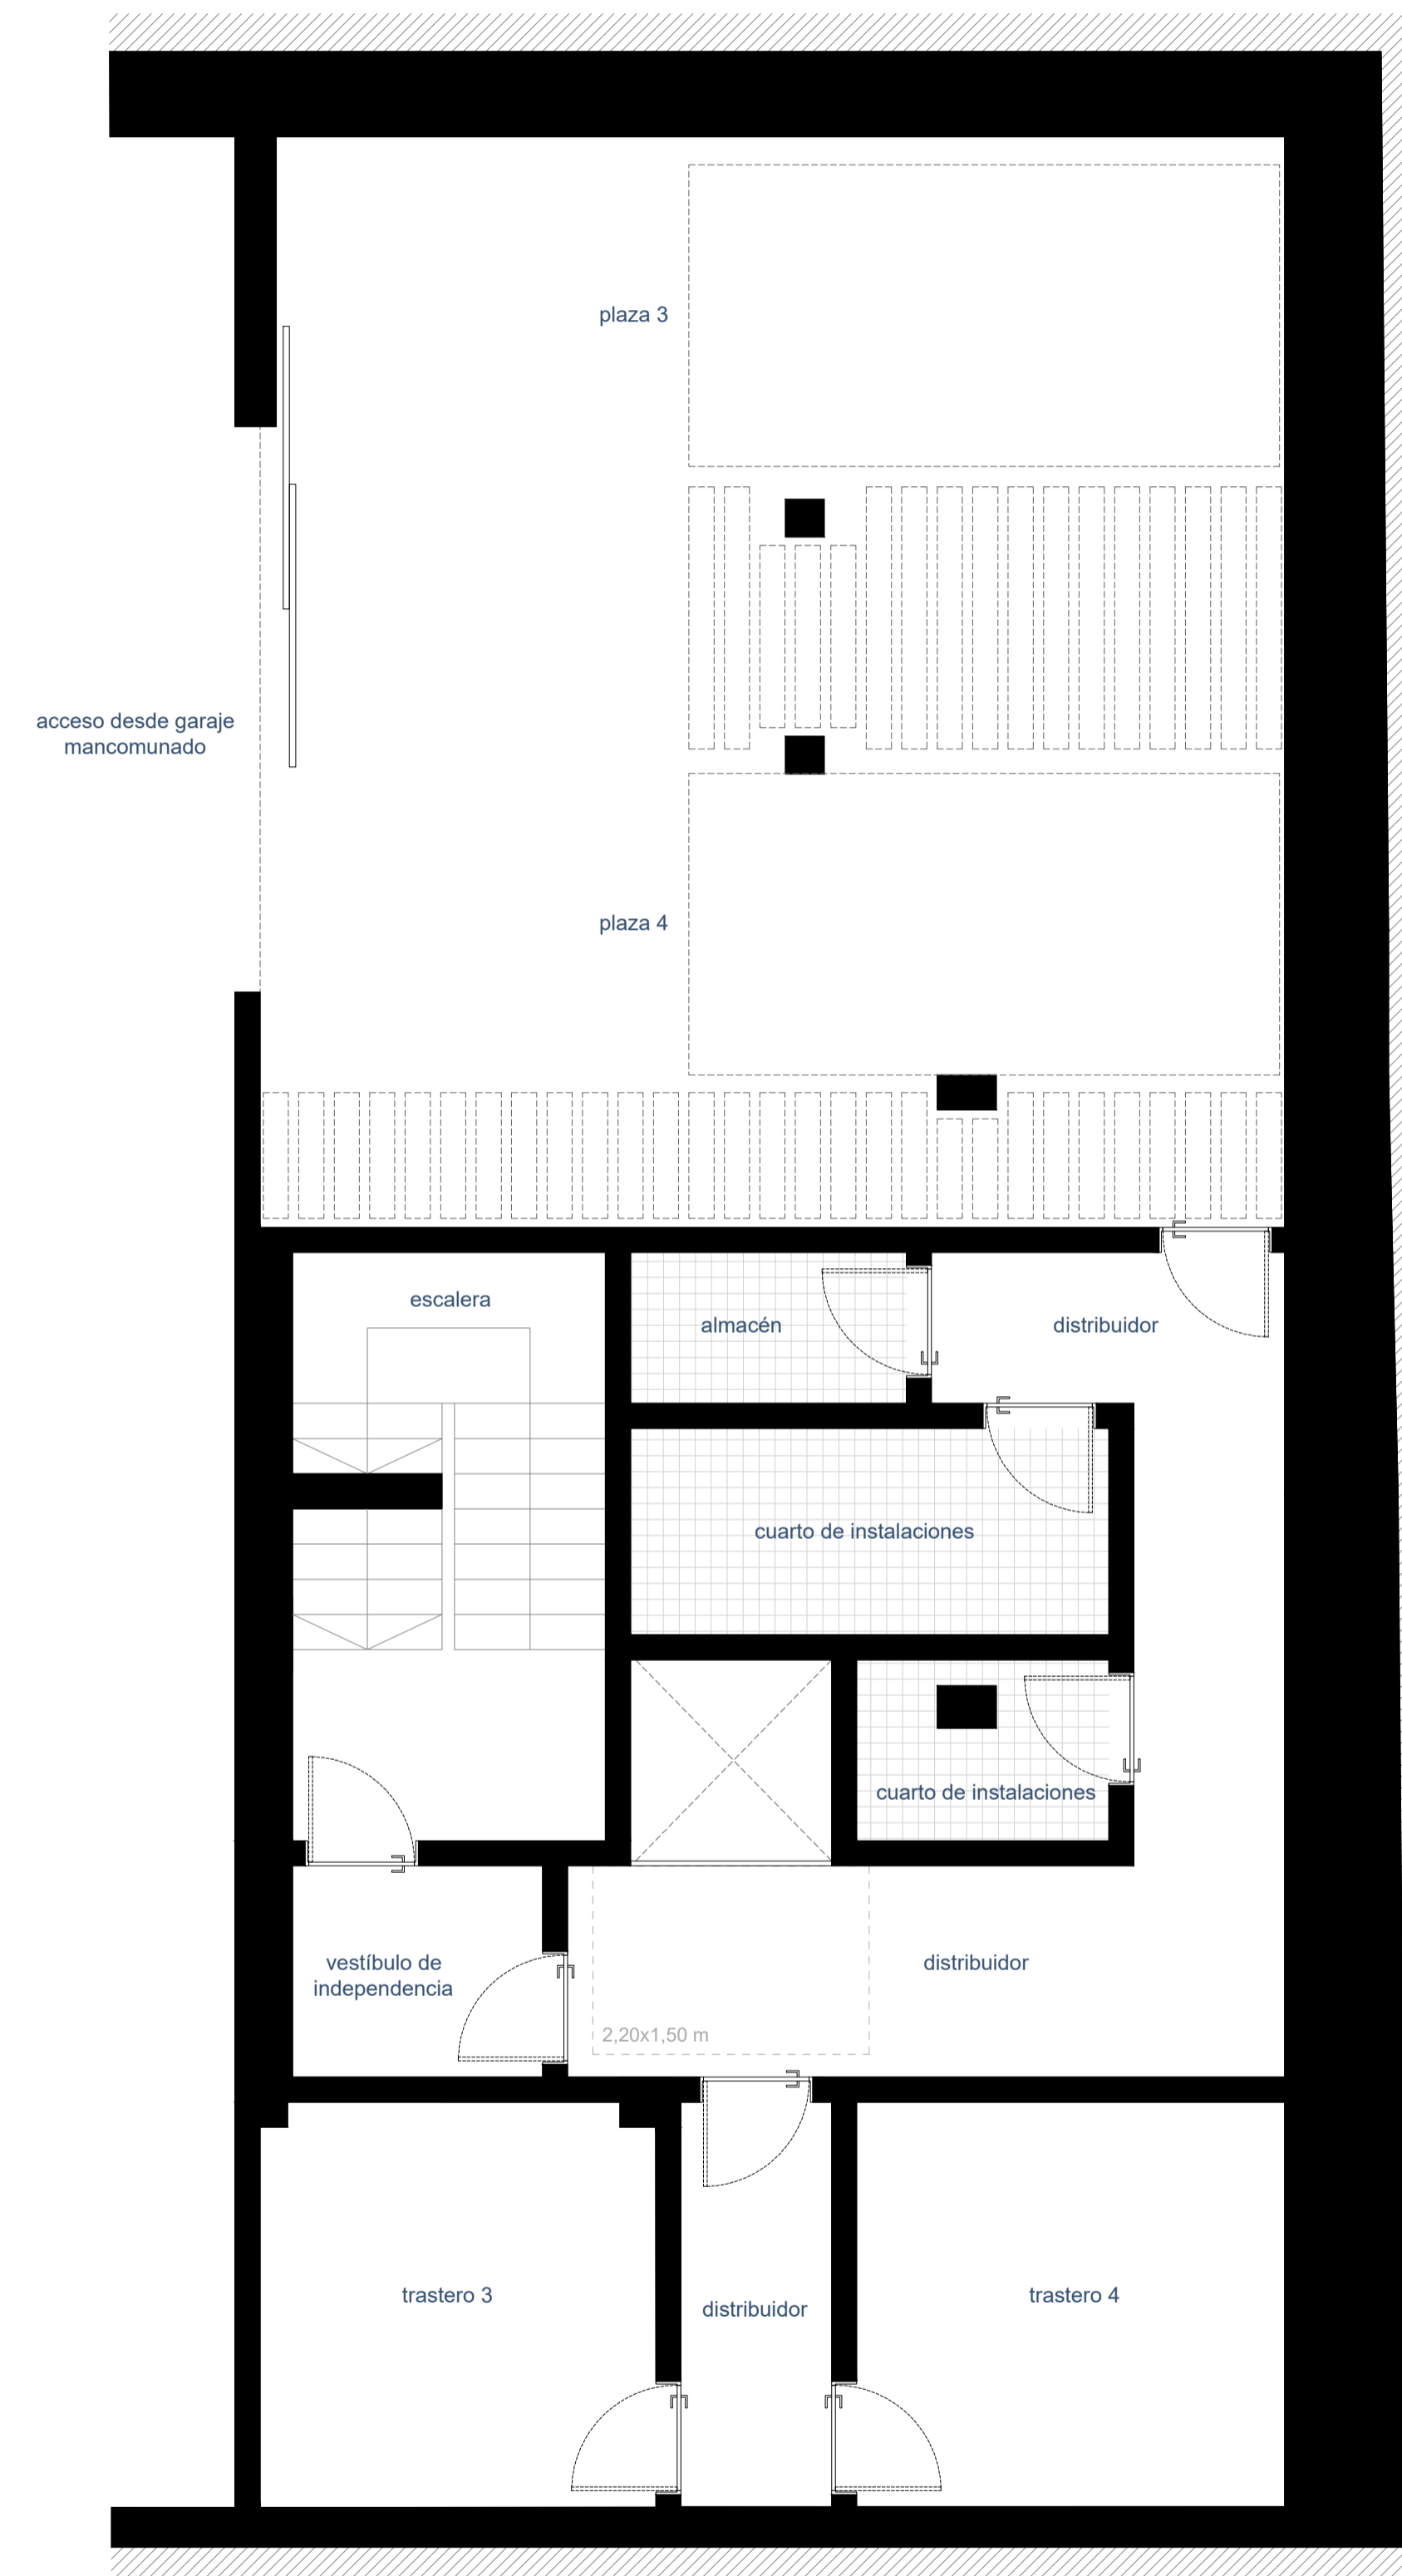 plaza 3
acceso desde garaje
mancomunado
plaza 4
escalera
almacén
distribuidor
cuarto de instalaciones
cuarto de instalaciones
vestíbulo de
independencia
distribuidor
2,20x1,50 m
trastero 3
distribuidor
trastero 4